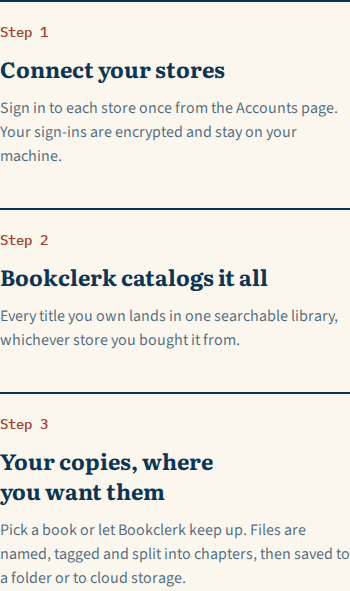 Step 1
Connect your stores
Sign in to each store once from the Accounts page.
Your sign-ins are encrypted and stay on your
machine.
Step 2
Bookclerk catalogs it all
Every title you own lands in one searchable library,
whichever store you bought it from.
Step 3
Your copies, where
you want them
Pick a book or let Bookclerk keep up. Files are
named, tagged and split into chapters, then saved to
a folder or to cloud storage.